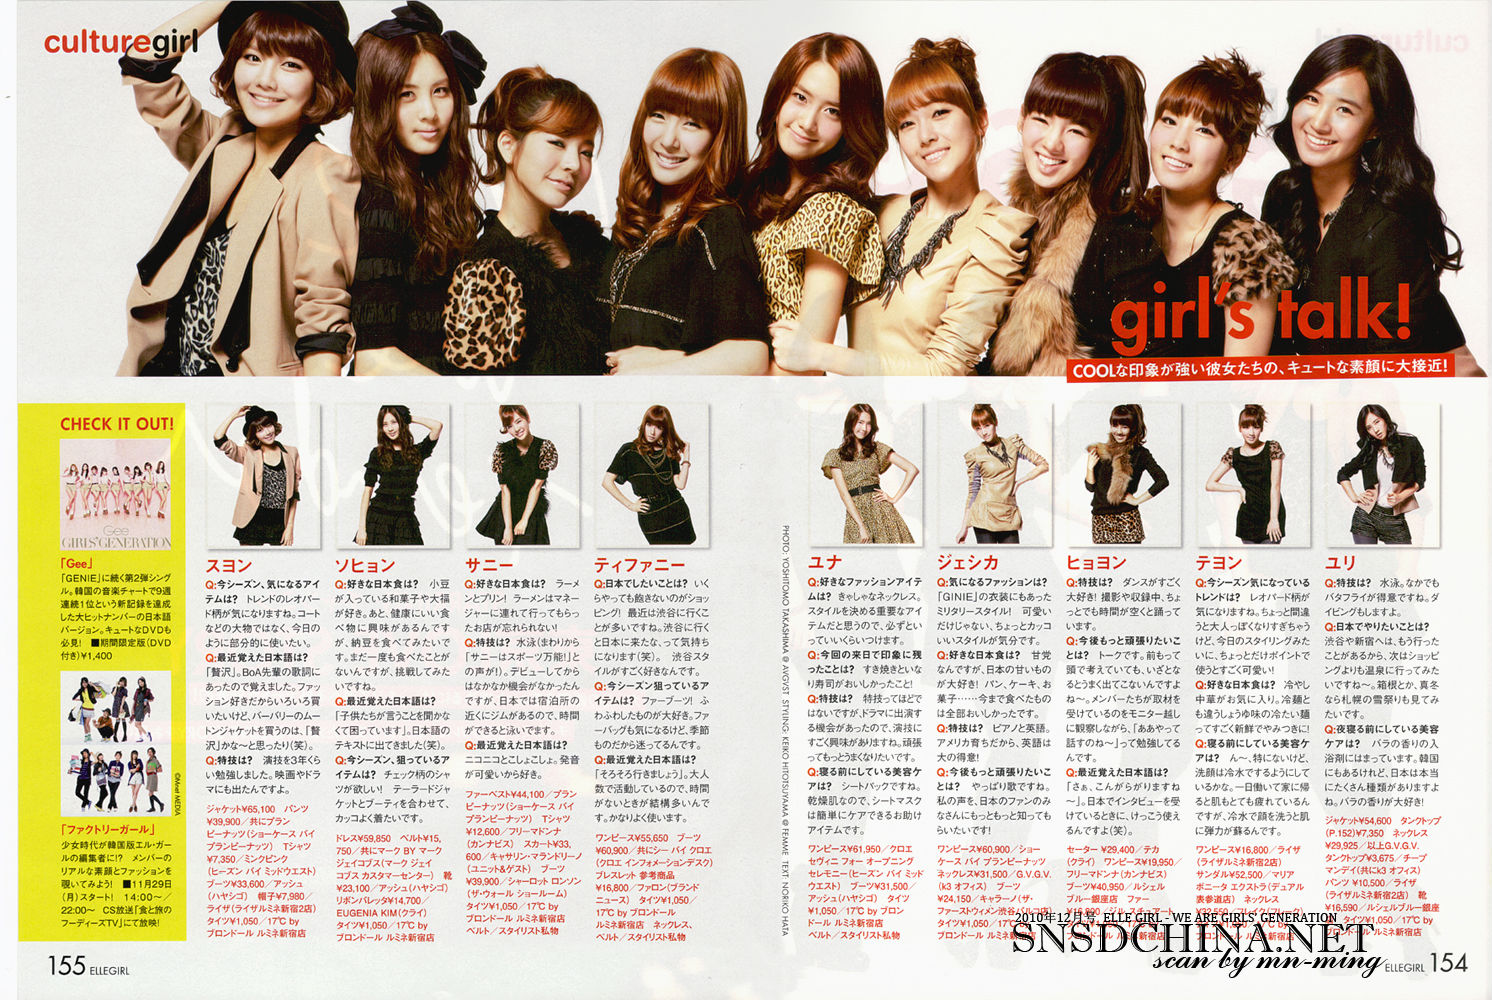 culturegirl
girl's talk!
COOLな印象が強い彼女たちの、キュートな素顔に大接近！
CHECK IT OUT!
Gee
GIRLS' GENERATION
「Gee」
「GENIE」に続く第2弾シング
ル。韓国の音楽チャートで9週
連続1位という新記録を達成し
た大ヒットナンバーの日本語
バージョン。キュートなDVDも
必見！ ■期間限定版（DVD
付き）¥1,400
©Mnet MEDIA
「ファクトリーガール」
少女時代が韓国版エル・ガー
ルの編集者に!? メンバーの
リアルな素顔とファッションを
覗いてみよう！ ■11月29日
（月）スタート！ 14:00〜/
22:00〜 CS放送「食と旅の
フーディーズTV」にて放映！
スヨン
Q:今シーズン、気になるアイ
テムは？ トレンドのレオパー
ド柄が気になりますね。コート
などの大物ではなく、今日の
ように部分的に使いたい。
Q:最近覚えた日本語は？
「贅沢」。BoA先輩の歌詞に
あったので覚えました。ファッ
ション好きだからいろいろ買
いたいけど、バーバリーのムー
トンジャケットを買うのは、「贅
沢」かな〜と思ったり（笑）。
Q:特技は？ 演技を3年くら
い勉強しました。映画やドラ
マにも出たんですよ。
ジャケット¥65,100 パンツ
¥39,900／共にプラン
ピーナッツ（ショーケース バイ
プランピーナッツ） Tシャツ
¥7,350／ミンクピンク
（ヒーズン バイ ミッドウエスト）
ブーツ¥33,600／アッシュ
（ハヤシゴ） 帽子¥7,980／
ライザ（ライザルミネ新宿2店）
タイツ¥1,050／17℃ by
ブロンドール ルミネ新宿店
ソヒョン
Q:好きな日本食は？ 小豆
が入っている和菓子や大福
が好き。あと、健康にいい食
べ物に興味があるんです
が、納豆を食べてみたいで
す。まだ一度も食べたことが
ないんですが、挑戦してみた
いですね。
Q:最近覚えた日本語は？
「子供たちが言うことを聞かな
くて困っています」。日本語の
テキストに出てきました（笑）。
Q:今シーズン、狙っているア
イテムは？ チェック柄のシャ
ツが欲しい！ テーラードジャ
ケットとブーティを合わせて、
カッコよく着たいです。
ドレス¥59,850 ベルト¥15,
750／共にマーク BY マーク
ジェイコブス（マーク ジェイ
コブス カスタマーセンター） 靴
¥23,100／アッシュ（ハヤシゴ）
リボンバレッタ¥14,700／
EUGENIA KIM（クライ）
タイツ¥1,050／17℃ by
ブロンドール ルミネ新宿店
サニー
Q:好きな日本食は？ ラーメ
ンとプリン！ ラーメンはマネー
ジャーに連れて行ってもらっ
たお店が忘れられない！
Q:特技は？ 水泳（まわりから
「サニーはスポーツ万能！」と
の声が！）。デビューしてから
はなかなか機会がなかったん
ですが、日本では宿泊所の
近くにジムがあるので、時間
ができると泳いでます。
Q:最近覚えた日本語は？
ニコニコとこしょこしょ。発音
が可愛いから好き。
ファーベスト¥44,100／プラン
ピーナッツ（ショーケース バイ
プランピーナッツ） Tシャツ
¥12,600／フリーマドンナ
（カンナビス） スカート¥33,
600／キャサリン・マランドリーノ
（ユニット&ゲスト） ブーツ
¥39,900／シャーロット ロンソン
（ザ・ウォール ショールーム）
タイツ¥1,050／17℃ by
ブロンドール ルミネ新宿店
ベルト／スタイリスト私物
ティファニー
Q:日本でしたいことは？ いく
らやっても飽きないのがショッ
ピング！ 最近は渋谷に行くこ
とが多いですね。渋谷に行く
と日本に来たな、って気持ち
になります（笑）。 渋谷スタ
イルがすごく好きなんです。
Q:今シーズン狙っているア
イテムは？ ファーブーツ！ ふ
わふわしたものが大好き。ファ
ーバッグも気になるけど、季節
ものだから迷ってるんです。
Q:最近覚えた日本語は？
「そろそろ行きましょう」。大人
数で活動しているので、時間
がないときが結構多いんで
す。かなりよく使います。
ワンピース¥55,650 ブーツ
¥60,900／共にシー バイ クロエ
（クロエ インフォメーションデスク）
ブレスレット 参考商品
¥16,800／ファロン（ブランド
ニュース） タイツ¥1,050／
17℃ by ブロンドール
ルミネ新宿店 ネックレス、
ベルト／スタイリスト私物
PHOTO: YOSHITOMO TAKASHIMA @ AVGVST STYLING: KEIKO HITOTSUYAMA @ FEMME TEXT: NORIKO HATA
ユナ
Q:好きなファッションアイテ
ムは？ きゃしゃなネックレス。
スタイルを決める重要なアイ
テムだと思うので、必ずとい
っていいくらいつけます。
Q:今回の来日で印象に残
ったことは？ すき焼きといな
り寿司がおいしかったこと！
Q:特技は？ 特技ってほどで
はないですが、ドラマに出演す
る機会があったので、演技に
すごく興味がありますね。頑張
ってもっとうまくなりたいです。
Q:寝る前にしている美容ケ
アは？ シートパックですね。
乾燥肌なので、シートマスク
は簡単にケアできるお助け
アイテムです。
ワンピース¥61,950／クロエ
セヴィニ フォー オープニング
セレモニー（ヒーズン バイ ミッド
ウエスト） ブーツ¥31,500／
アッシュ（ハヤシゴ） タイツ
¥1,050／17℃ by ブロン
ドール ルミネ新宿店
ベルト／スタイリスト私物
ジェシカ
Q:気になるファッションは？
「GINIE」の衣装にもあった
ミリタリースタイル！ 可愛い
だけじゃない、ちょっとカッコ
いいスタイルが気分です。
Q:好きな日本食は？ 甘党
なんですが、日本の甘いもの
が大好き！ パン、ケーキ、お
菓子……今まで食べたもの
は全部おいしかったです。
Q:特技は？ ピアノと英語。
アメリカ育ちだから、英語は
大の得意！
Q:今後もっと頑張りたいこ
とは？ やっぱり歌ですね。
私の声を、日本のファンのみ
なさんにもっともっと知っても
らいたいです！
ワンピース¥60,900／ショー
ケース バイ プランピーナッツ
ネックレス¥31,500／G.V.G.V.
（k3 オフィス） ブーツ
¥24,150／キャラーノ（ザ・
ファーストウィメン渋谷パルコ店）
タイツ¥1,050／17℃ by
ブロンドール ルミネ新宿店
ヒョヨン
Q:特技は？ ダンスがすごく
大好き！ 撮影や収録中、ちょ
っとでも時間が空くと踊って
います。
Q:今後もっと頑張りたいこ
とは？ トークです。前もって
頭で考えていても、いざとな
るとうまく出てこないんですよ
ね〜。メンバーたちが取材を
受けているのをモニター越し
に観察しながら、「ああやって
話すのね〜」って勉強してる
んです。
Q:最近覚えた日本語は？
「さぁ、こんがらがりますね
〜」。日本でインタビューを受
けているときに、けっこう使え
るんですよ（笑）。
セーター ¥29,400／テカ
（クライ） ワンピース¥19,950／
フリーマドンナ（カンナビス）
ブーツ¥40,950／ルシェル
ブルー銀座店 ファー
ブロンドール ルミネ新宿店
テヨン
Q:今シーズン気になっている
トレンドは？ レオパード柄が
気になりますね。ちょっと間違
うと大人っぽくなりすぎちゃう
けど、今日のスタイリングみた
いに、ちょっとだけポイントで
使うとすごく可愛い！
Q:好きな日本食は？ 冷やし
中華がお気に入り。冷麺と
も違うしょうゆ味の冷たい麺
ってすごく新鮮でやみつきに！
Q:寝る前にしている美容ケ
アは？ ん〜、特にないけど、
洗顔は冷水でするようにして
いるかな。一日働いて家に帰
ると肌もとても疲れているん
ですが、冷水で顔を洗うと肌
に弾力が蘇るんです。
ワンピース¥16,800／ライザ
（ライザルミネ新宿2店）
サンダル¥52,500／マリア
ボニータ エクストラ（デュアル
表参道店） ネックレス
ブロンドール ルミネ新宿店
ユリ
Q:特技は？ 水泳。なかでも
バタフライが得意ですね。ダ
イビングもしますよ。
Q:日本でやりたいことは？
渋谷や新宿へは、もう行った
ことがあるから、次はショッピ
ングよりも温泉に行ってみた
いですね〜。箱根とか、真冬
なら札幌の雪祭りも見てみ
たいです。
Q:夜寝る前にしている美容
ケアは？ バラの香りの入
浴剤にはまっています。韓国
にもあるけれど、日本は本当
にたくさん種類がありますよ
ね。バラの香りが大好き！
ジャケット¥54,600 タンクトップ
（P.152）¥7,350 ネックレス
¥29,925／以上G.V.G.V.
タンクトップ¥3,675／チープ
マンデイ（共にk3 オフィス）
パンツ ¥10,500／ライザ
（ライザルミネ新宿2店） 靴
¥16,590／ルシェルブルー銀座
店 タイツ¥1,050／17℃ by
ブロンドール ルミネ新宿店
2010年12月号 ELLE GIRL - WE ARE GIRLS' GENERATION
SNSDCHINA.NET
scan by mn-ming
155 ELLEGIRL
ELLEGIRL 154